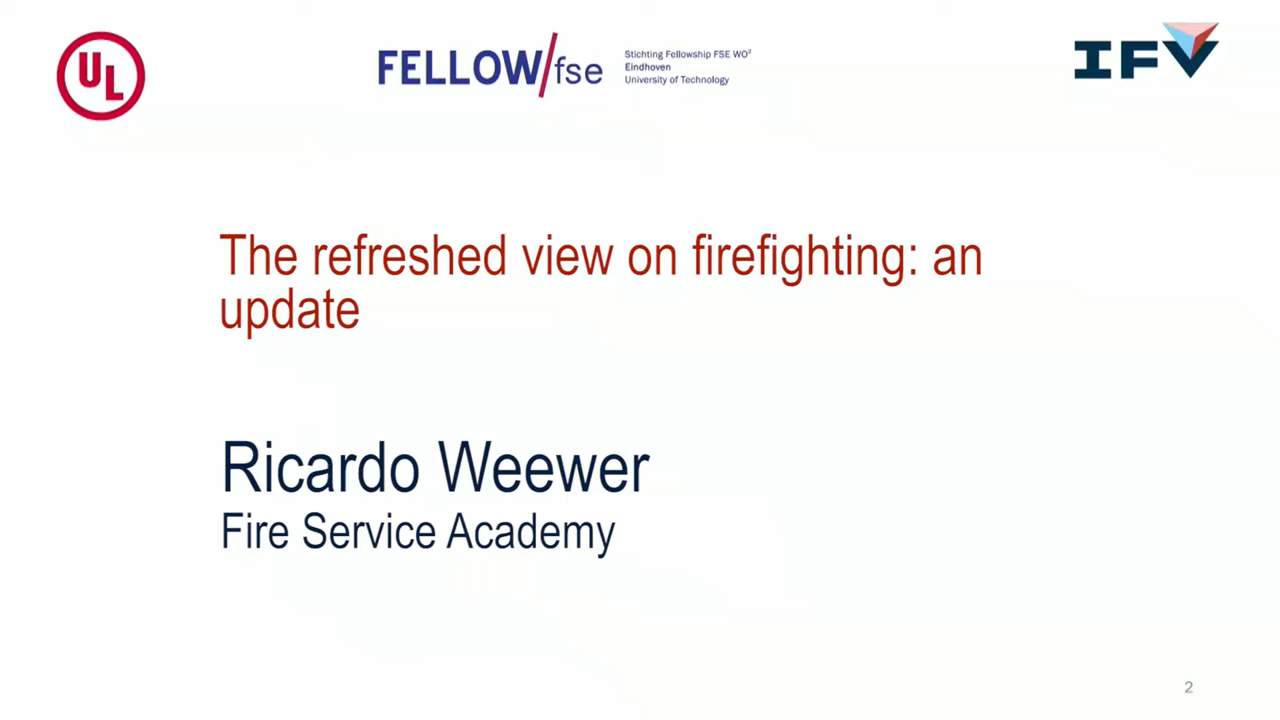 UL
FELLOW/fse
Stichting Fellowship FSE WO²
Eindhoven
University of Technology
IFV
The refreshed view on firefighting: an
update
Ricardo Weewer
Fire Service Academy
2